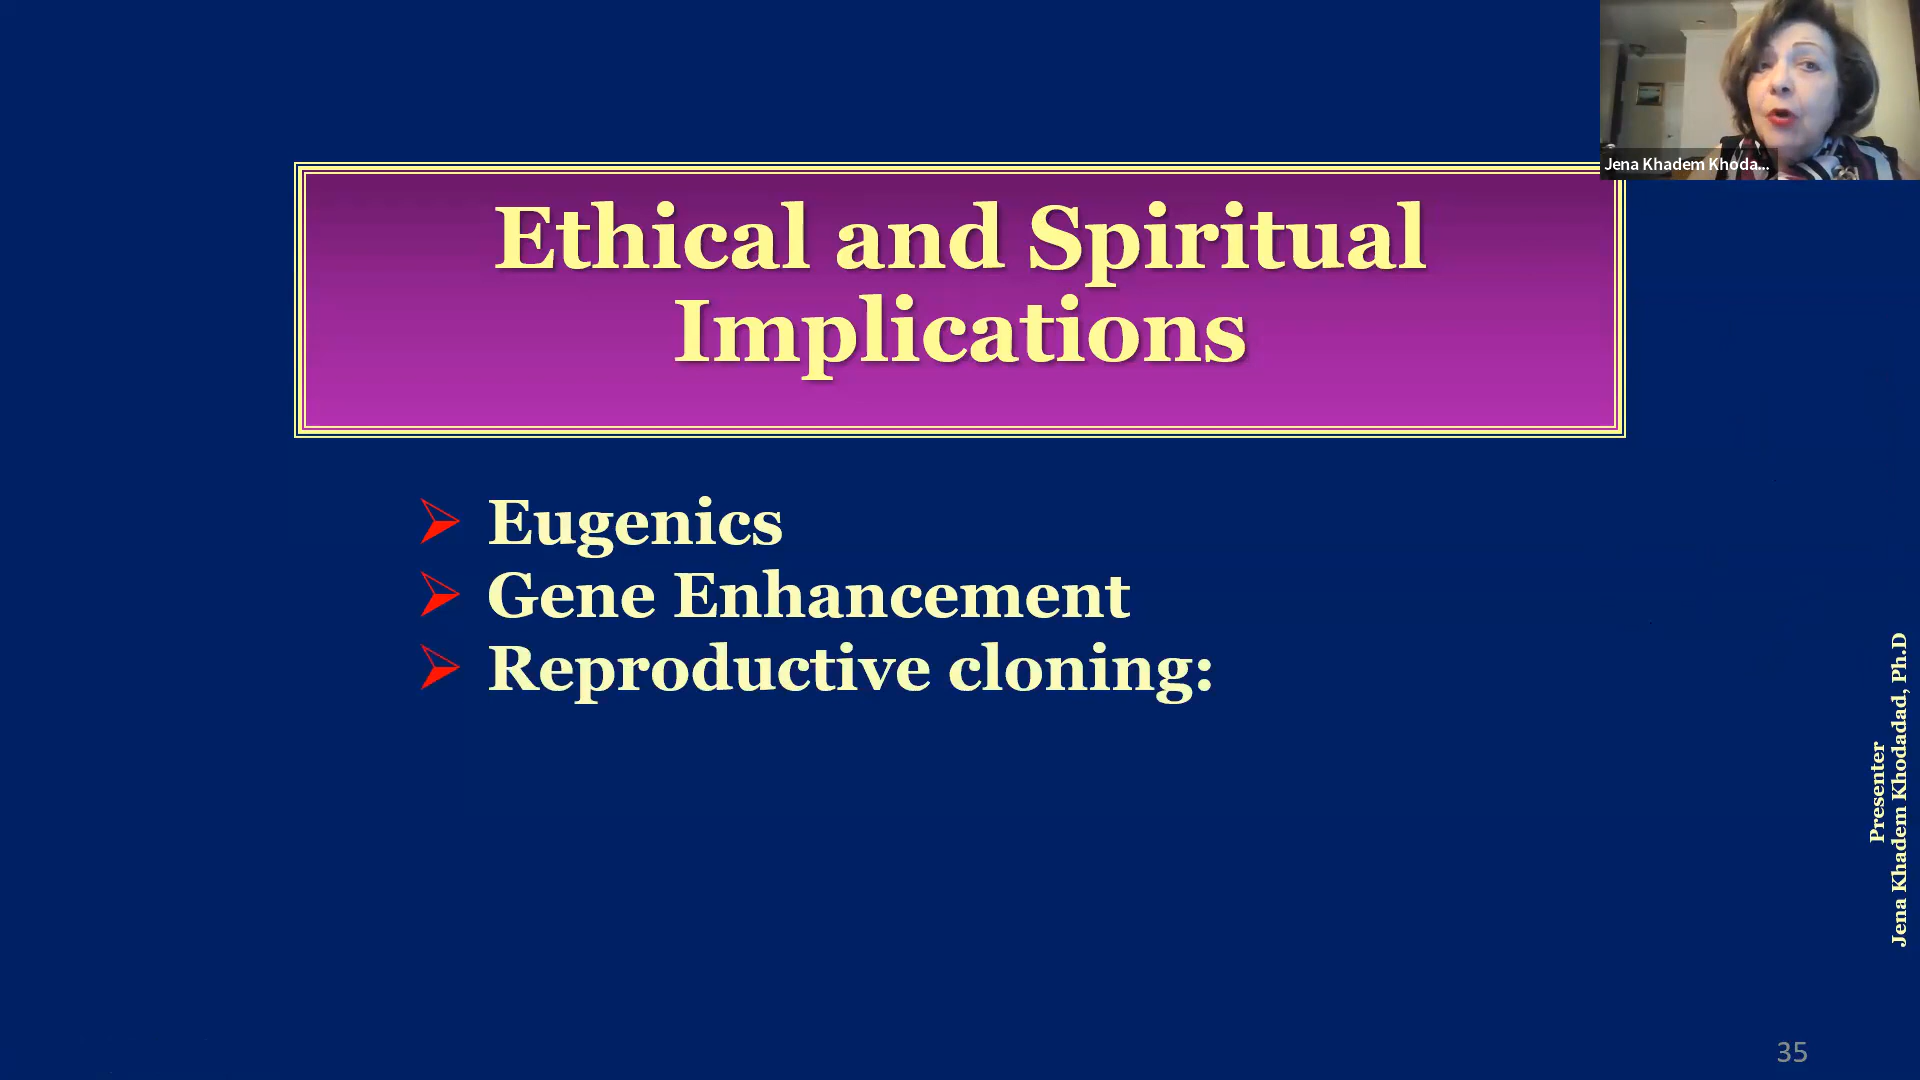 Jena Khadem Khoda...
Ethical and Spiritual
Implications
Eugenics
Gene Enhancement
Reproductive cloning:
Presenter
Jena Khadem Khodadad, Ph.D
35